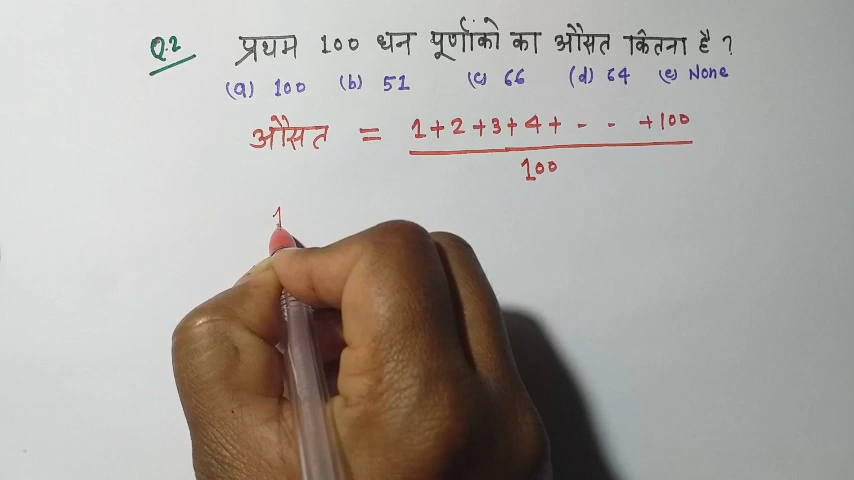 Q.2 प्रथम 100 धन पूर्णांको का औसत कितना है ?
(a) 100 (b) 51 (c) 66 (d) 64 (e) None
औसत = 1+2+3+4+ - - +100
100
1